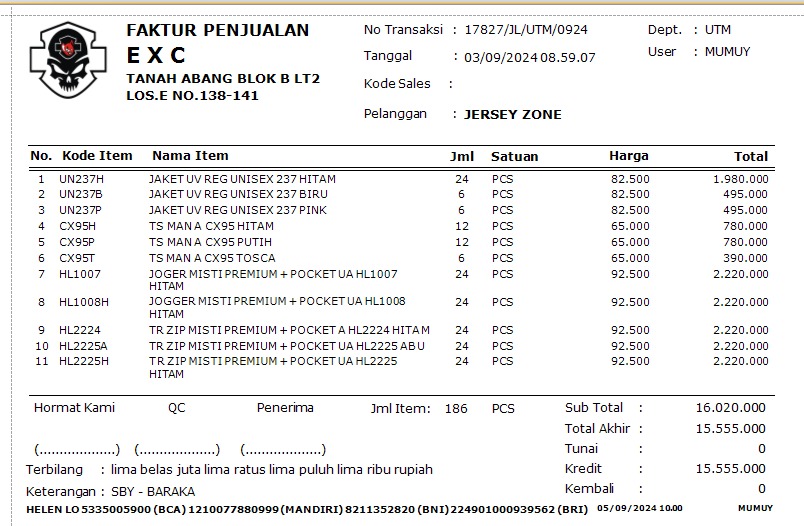 FAKTUR PENJUALAN
E X C
TANAH ABANG BLOK B LT2
LOS.E NO.138-141
No Transaksi : 17827/JL/UTM/0924
Tanggal : 03/09/2024 08.59.07
Kode Sales :
Pelanggan : JERSEY ZONE
Dept. : UTM
User : MUMUY
No. Kode Item Nama Item Jml Satuan Harga Total
1 UN237H JAKET UV REG UNISEX 237 HITAM 24 PCS 82.500 1.980.000
2 UN237B JAKET UV REG UNISEX 237 BIRU 6 PCS 82.500 495.000
3 UN237P JAKET UV REG UNISEX 237 PINK 6 PCS 82.500 495.000
4 CX95H TS MAN A CX95 HITAM 12 PCS 65.000 780.000
5 CX95P TS MAN A CX95 PUTIH 12 PCS 65.000 780.000
6 CX95T TS MAN A CX95 TOSCA 6 PCS 65.000 390.000
7 HL1007 JOGER MISTI PREMIUM + POCKET UA HL1007 24 PCS 92.500 2.220.000
HITAM
8 HL1008H JOGGER MISTI PREMIUM + POCKET UA HL1008 24 PCS 92.500 2.220.000
HITAM
9 HL2224 TR ZIP MISTI PREMIUM + POCKET A HL2224 HITAM 24 PCS 92.500 2.220.000
10 HL2225A TR ZIP MISTI PREMIUM + POCKET UA HL2225 ABU 24 PCS 92.500 2.220.000
11 HL2225H TR ZIP MISTI PREMIUM + POCKET UA HL2225 24 PCS 92.500 2.220.000
HITAM
Hormat Kami QC Penerima Jml Item: 186 PCS Sub Total : 16.020.000
Total Akhir : 15.555.000
(....................) (....................) (....................) Tunai : 0
Terbilang : lima belas juta lima ratus lima puluh lima ribu rupiah Kredit : 15.555.000
Keterangan : SBY - BARAKA Kembali : 0
HELEN LO 5335005900 (BCA) 1210077880999 (MANDIRI) 8211352820 (BNI) 224901000939562 (BRI) 05/09/2024 10.00 MUMUY